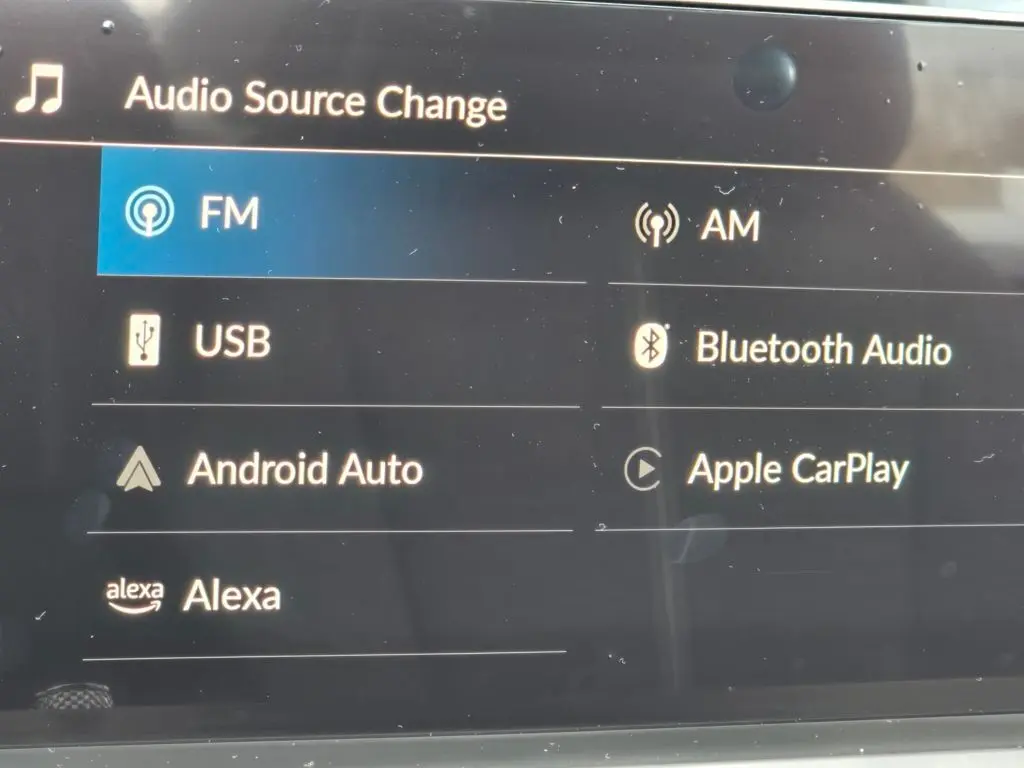 Audio Source Change
FM
AM
USB
Bluetooth Audio
Android Auto
Apple CarPlay
alexa Alexa